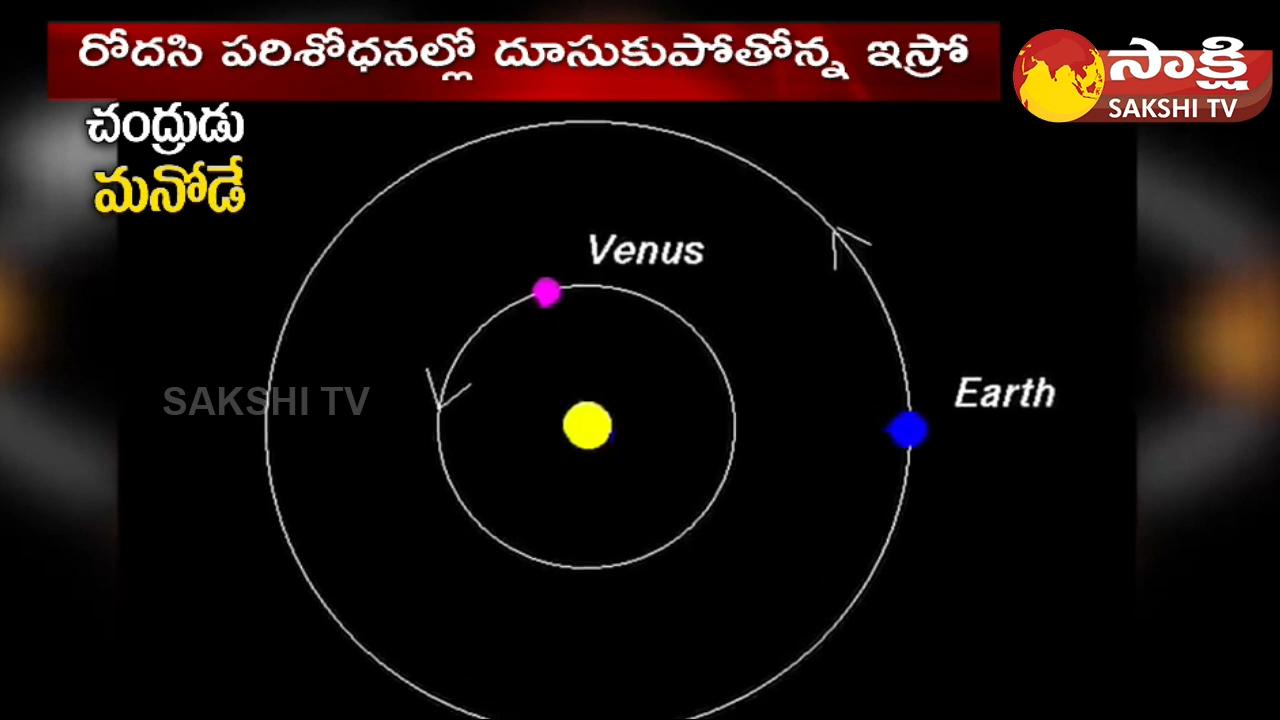 రోదసి పరిశోధనల్లో దూసుకుపోతోన్న ఇస్రో
సాక్షి
SAKSHI TV
చంద్రుడు
మనోడే
Venus
Earth
SAKSHI TV